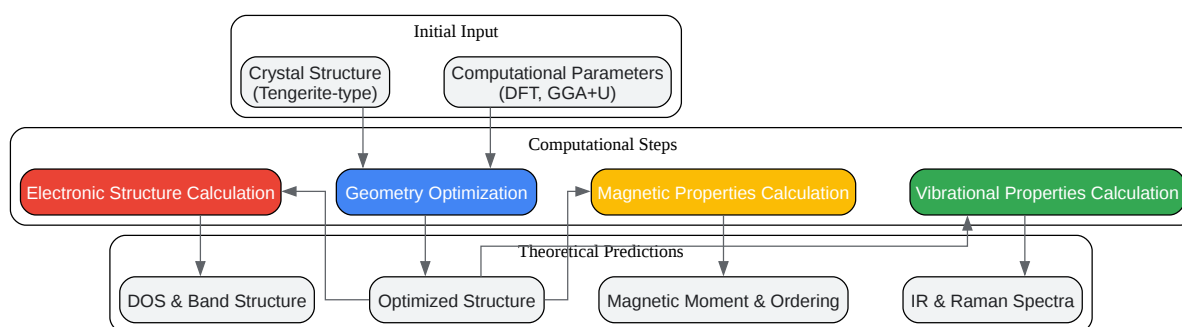 Initial Input
Crystal Structure
(Tengerite-type)
Computational Parameters
(DFT, GGA+U)
Computational Steps
Electronic Structure Calculation
Geometry Optimization
Magnetic Properties Calculation
Vibrational Properties Calculation
Theoretical Predictions
DOS & Band Structure
Optimized Structure
Magnetic Moment & Ordering
IR & Raman Spectra